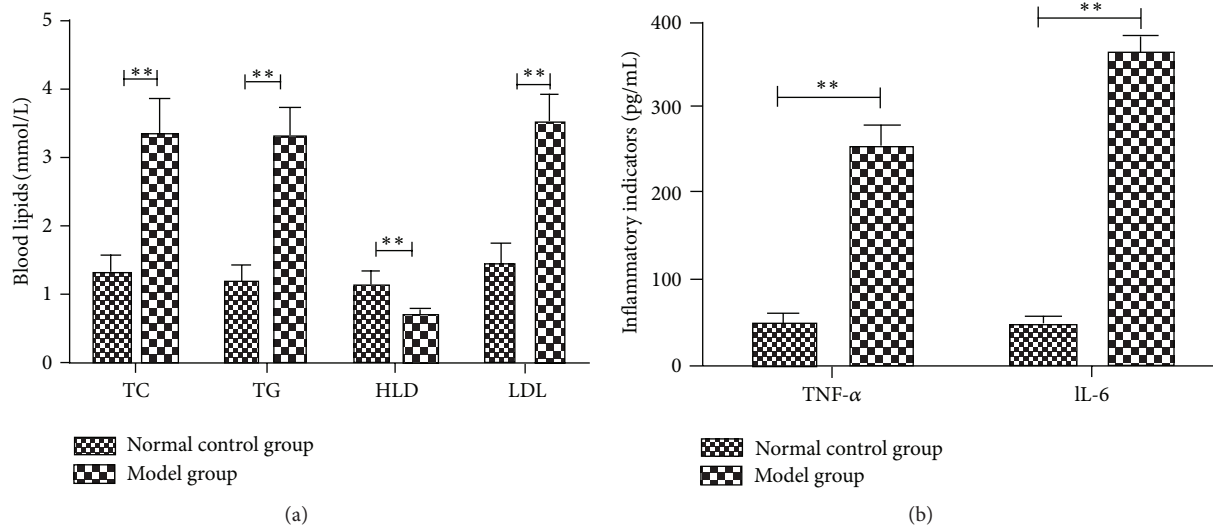 Blood lipids (mmol/L)
5
4
3
2
1
0
**
**
**
**
TC
TG
HLD
LDL
Normal control group
Model group
(a)
Inflammatory indicators (pg/mL)
400
300
200
100
0
**
**
TNF-α
IL-6
Normal control group
Model group
(b)